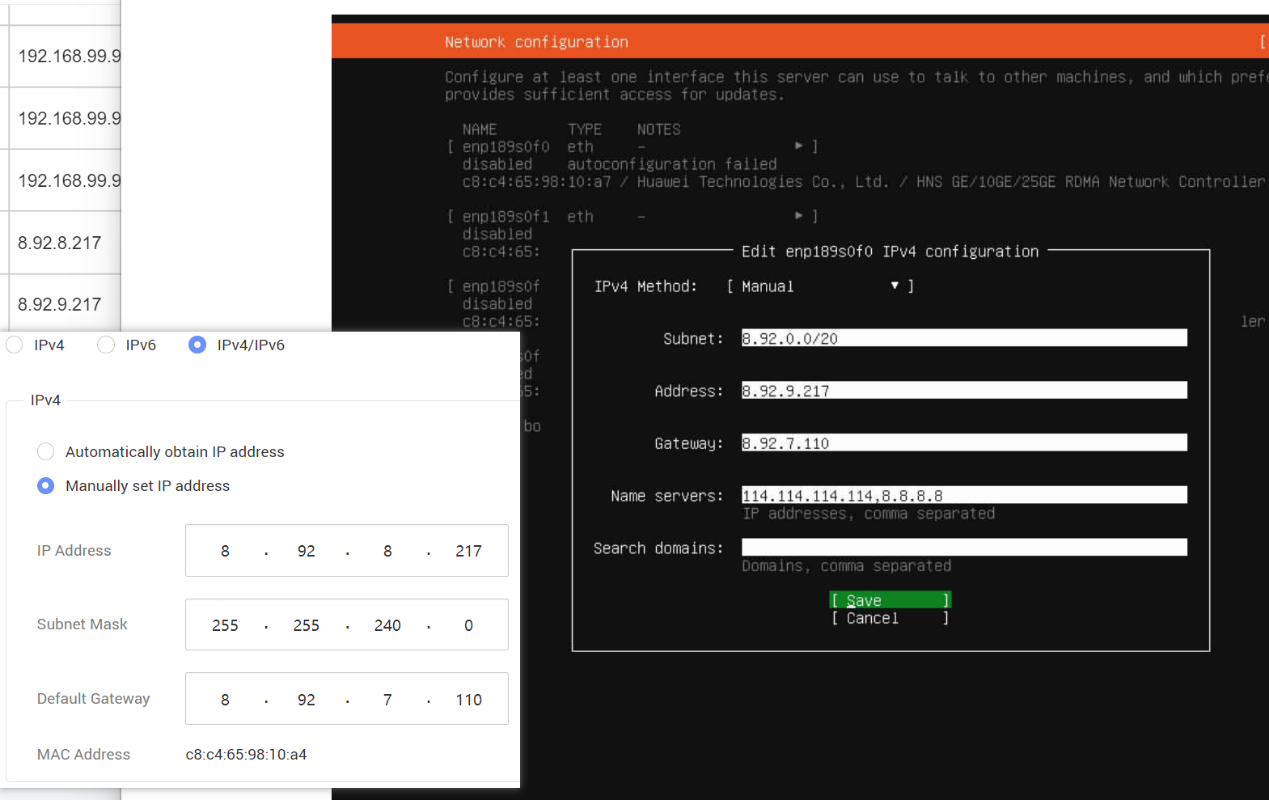 192.168.99.9
192.168.99.9
192.168.99.9
8.92.8.217
8.92.9.217
Network configuration [
Configure at least one interface this server can use to talk to other machines, and which prefe
provides sufficient access for updates.
NAME TYPE NOTES
[ enp189s0f0 eth - ▸ ]
disabled autoconfiguration failed
c8:c4:65:98:10:a7 / Huawei Technologies Co., Ltd. / HNS GE/10GE/25GE RDMA Network Controller
[ enp189s0f1 eth - ▸ ]
disabled
c8:c4:65:
[ enp189s0f
disabled
c8:c4:65: ler
s0f
ed
65:
bo
Edit enp189s0f0 IPv4 configuration
IPv4 Method: [ Manual ▾ ]
Subnet: 8.92.0.0/20
Address: 8.92.9.217
Gateway: 8.92.7.110
Name servers: 114.114.114.114,8.8.8.8
IP addresses, comma separated
Search domains:
Domains, comma separated
[ Save ]
[ Cancel ]
IPv4 IPv6 IPv4/IPv6
IPv4
Automatically obtain IP address
Manually set IP address
IP Address 8 . 92 . 8 . 217
Subnet Mask 255 . 255 . 240 . 0
Default Gateway 8 . 92 . 7 . 110
MAC Address c8:c4:65:98:10:a4